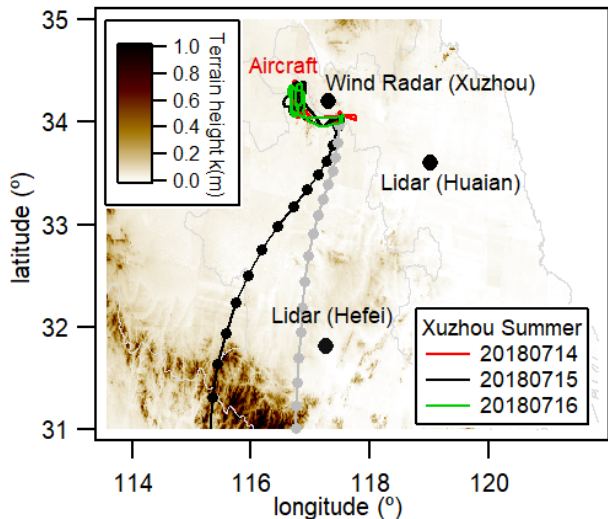 35
34
33
32
31
latitude (º)
1.0
0.8
0.6
0.4
0.2
0.0
Terrain height k(m)
Aircraft
Wind Radar (Xuzhou)
Lidar (Huaian)
Lidar (Hefei)
Xuzhou Summer
20180714
20180715
20180716
114
116
118
120
longitude (º)